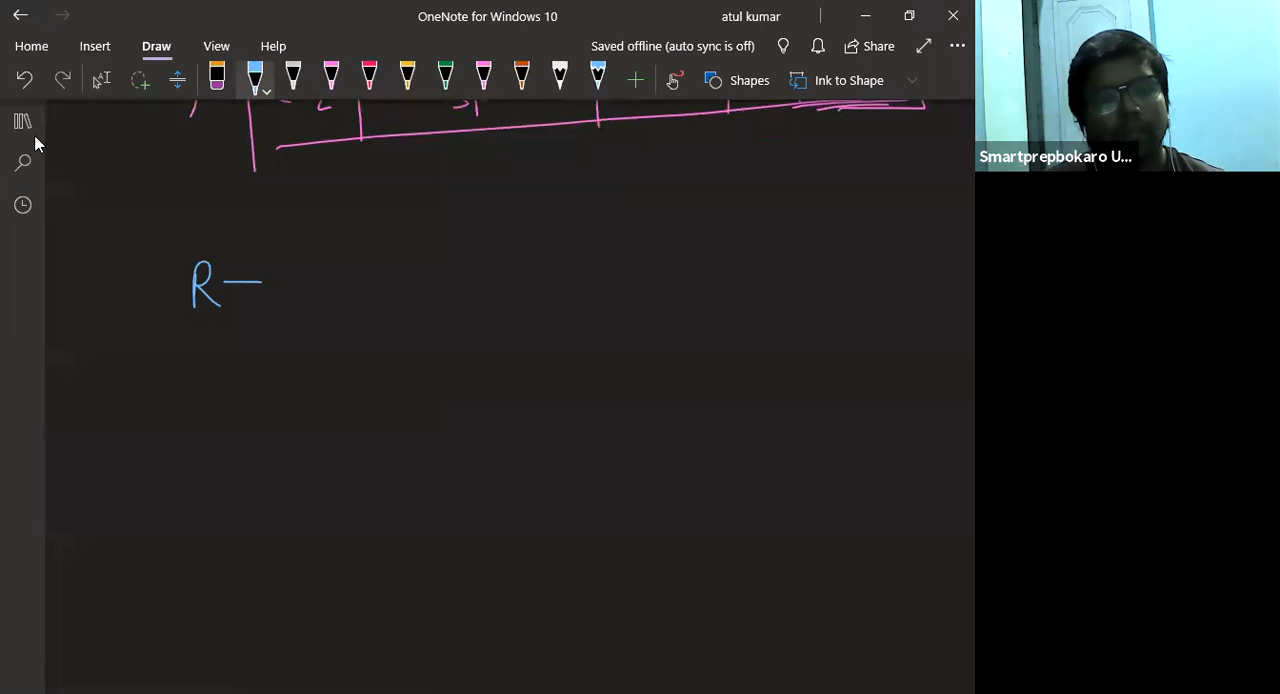 OneNote for Windows 10
atul kumar
Home Insert Draw View Help
Saved offline (auto sync is off)
Share
Shapes
Ink to Shape
Smartprepbokaro U...
R —